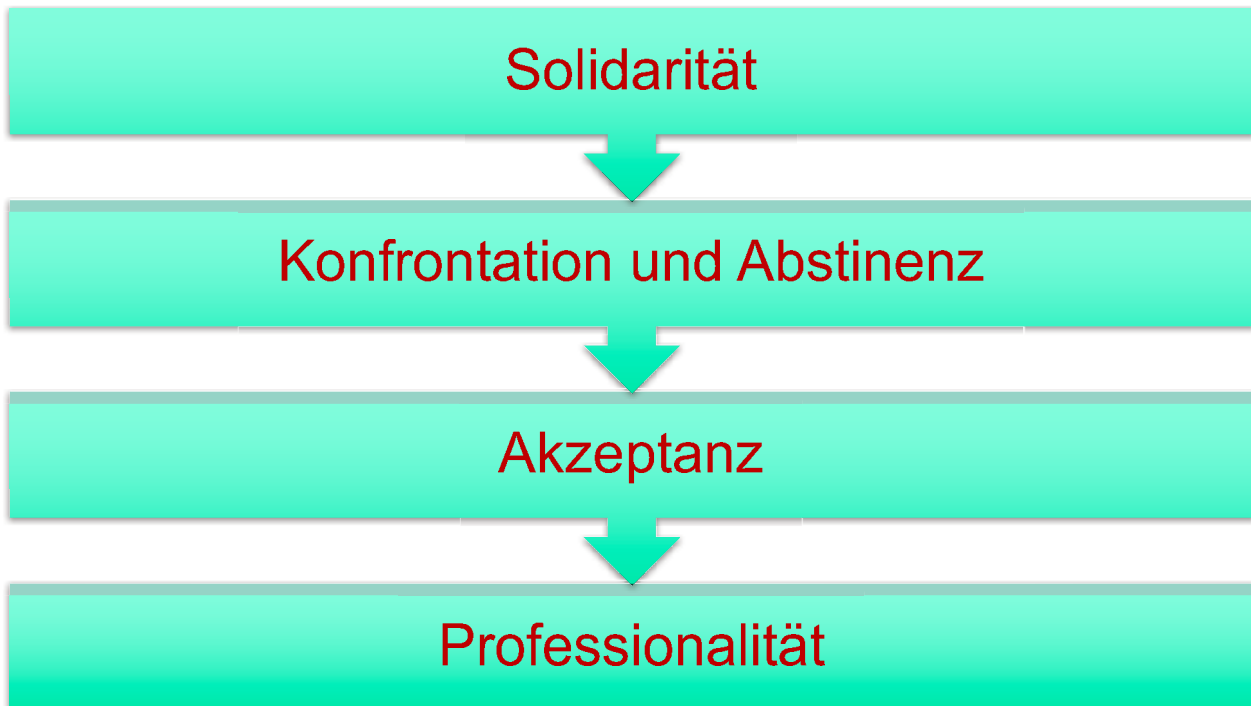 Solidarität
Konfrontation und Abstinenz
Akzeptanz
Professionalität